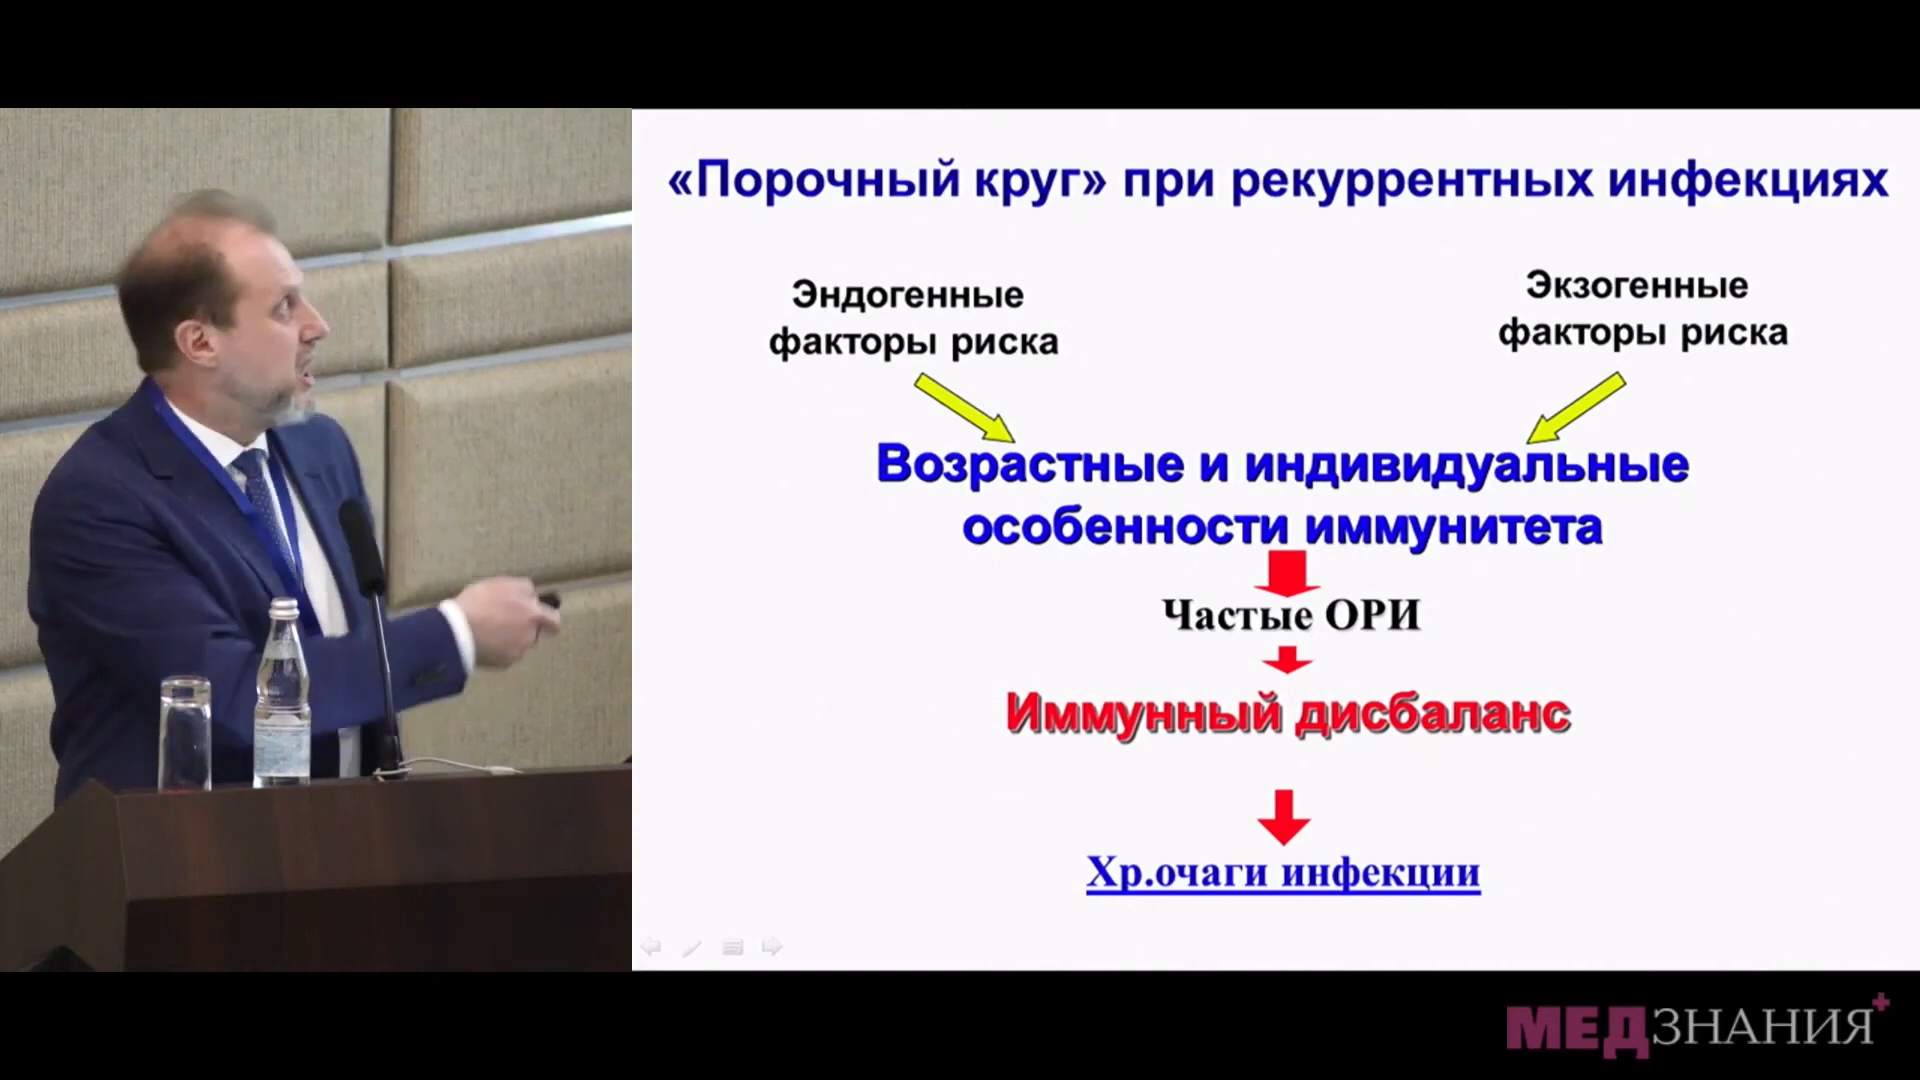 «Порочный круг» при рекуррентных инфекциях
Эндогенные
факторы риска
Экзогенные
факторы риска
Возрастные и индивидуальные
особенности иммунитета
Частые ОРИ
Иммунный дисбаланс
Хр.очаги инфекции
МЕДЗНАНИЯ+